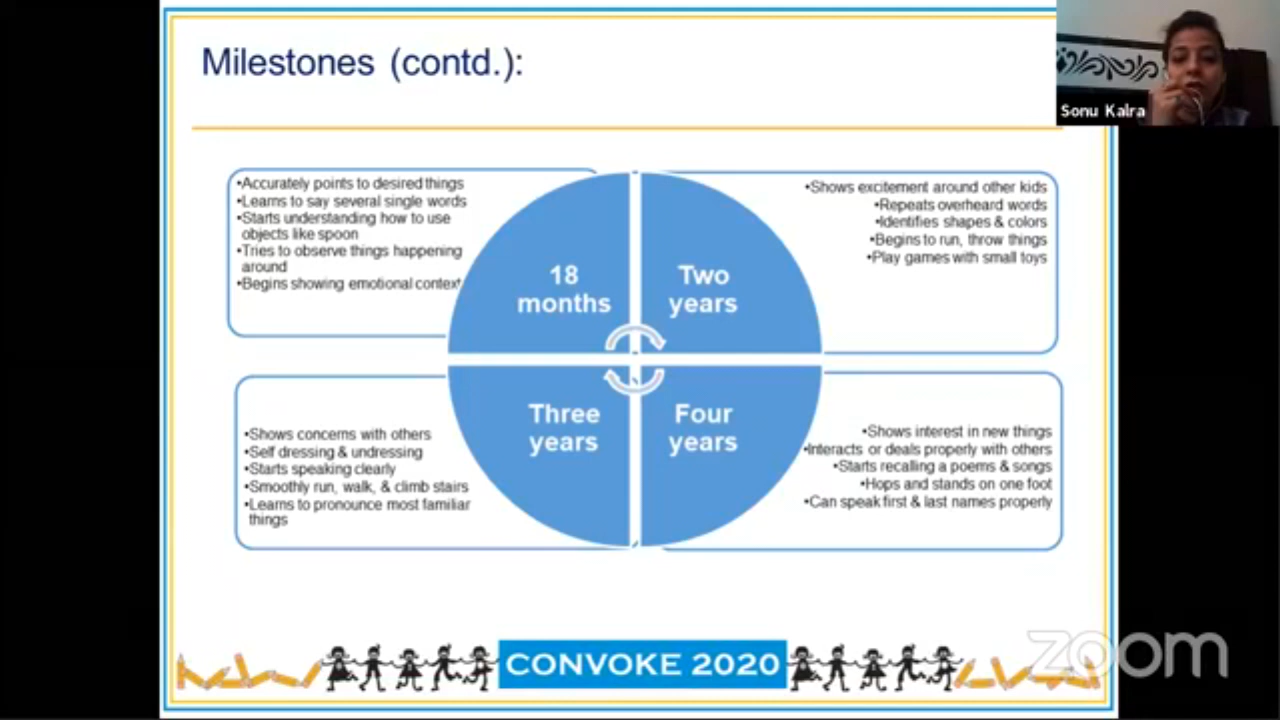 Milestones (contd.):
Sonu Kalra
•Accurately points to desired things
•Learns to say several single words
•Starts understanding how to use
objects like spoon
•Tries to observe things happening
around
•Begins showing emotional context
18
months
•Shows excitement around other kids
•Repeats overheard words
•Identifies shapes & colors
•Begins to run, throw things
•Play games with small toys
Two
years
•Shows concerns with others
•Self dressing & undressing
•Starts speaking clearly
•Smoothly run, walk, & climb stairs
•Learns to pronounce most familiar
things
Three
years
•Shows interest in new things
•Interacts or deals properly with others
•Starts recalling a poems & songs
•Hops and stands on one foot
•Can speak first & last names properly
Four
years
CONVOKE 2020
zoom